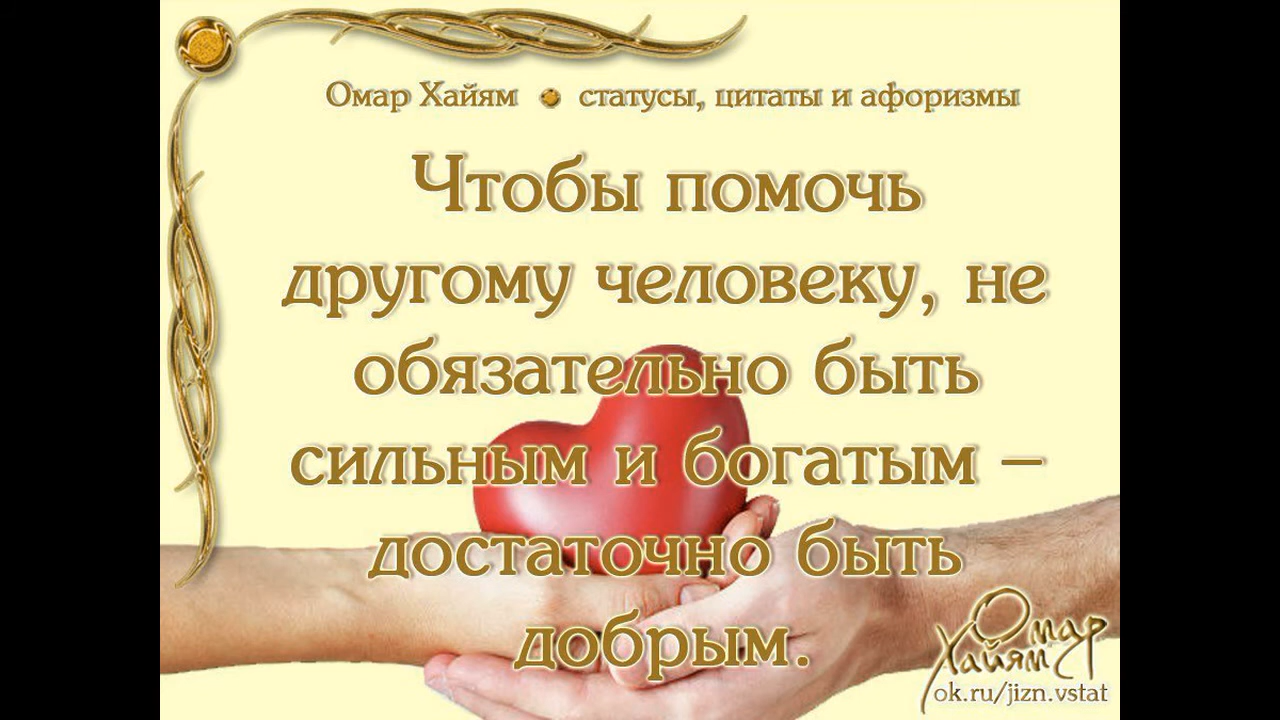 Омар Хайям статусы, цитаты и афоризмы
Чтобы помочь
другому человеку, не
обязательно быть
сильным и богатым –
достаточно быть
добрым.
Омар
Хайям
ok.ru/jizn.vstat